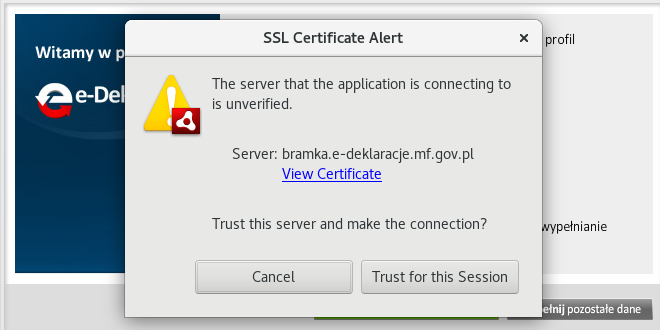 SSL Certificate Alert
Witamy w p
profil
e-Dek
The server that the application is connecting to
is unverified.
Server: bramka.e-deklaracje.mf.gov.pl
View Certificate
Trust this server and make the connection?
wypełnianie
Cancel
Trust for this Session
pełnij pozostałe dane